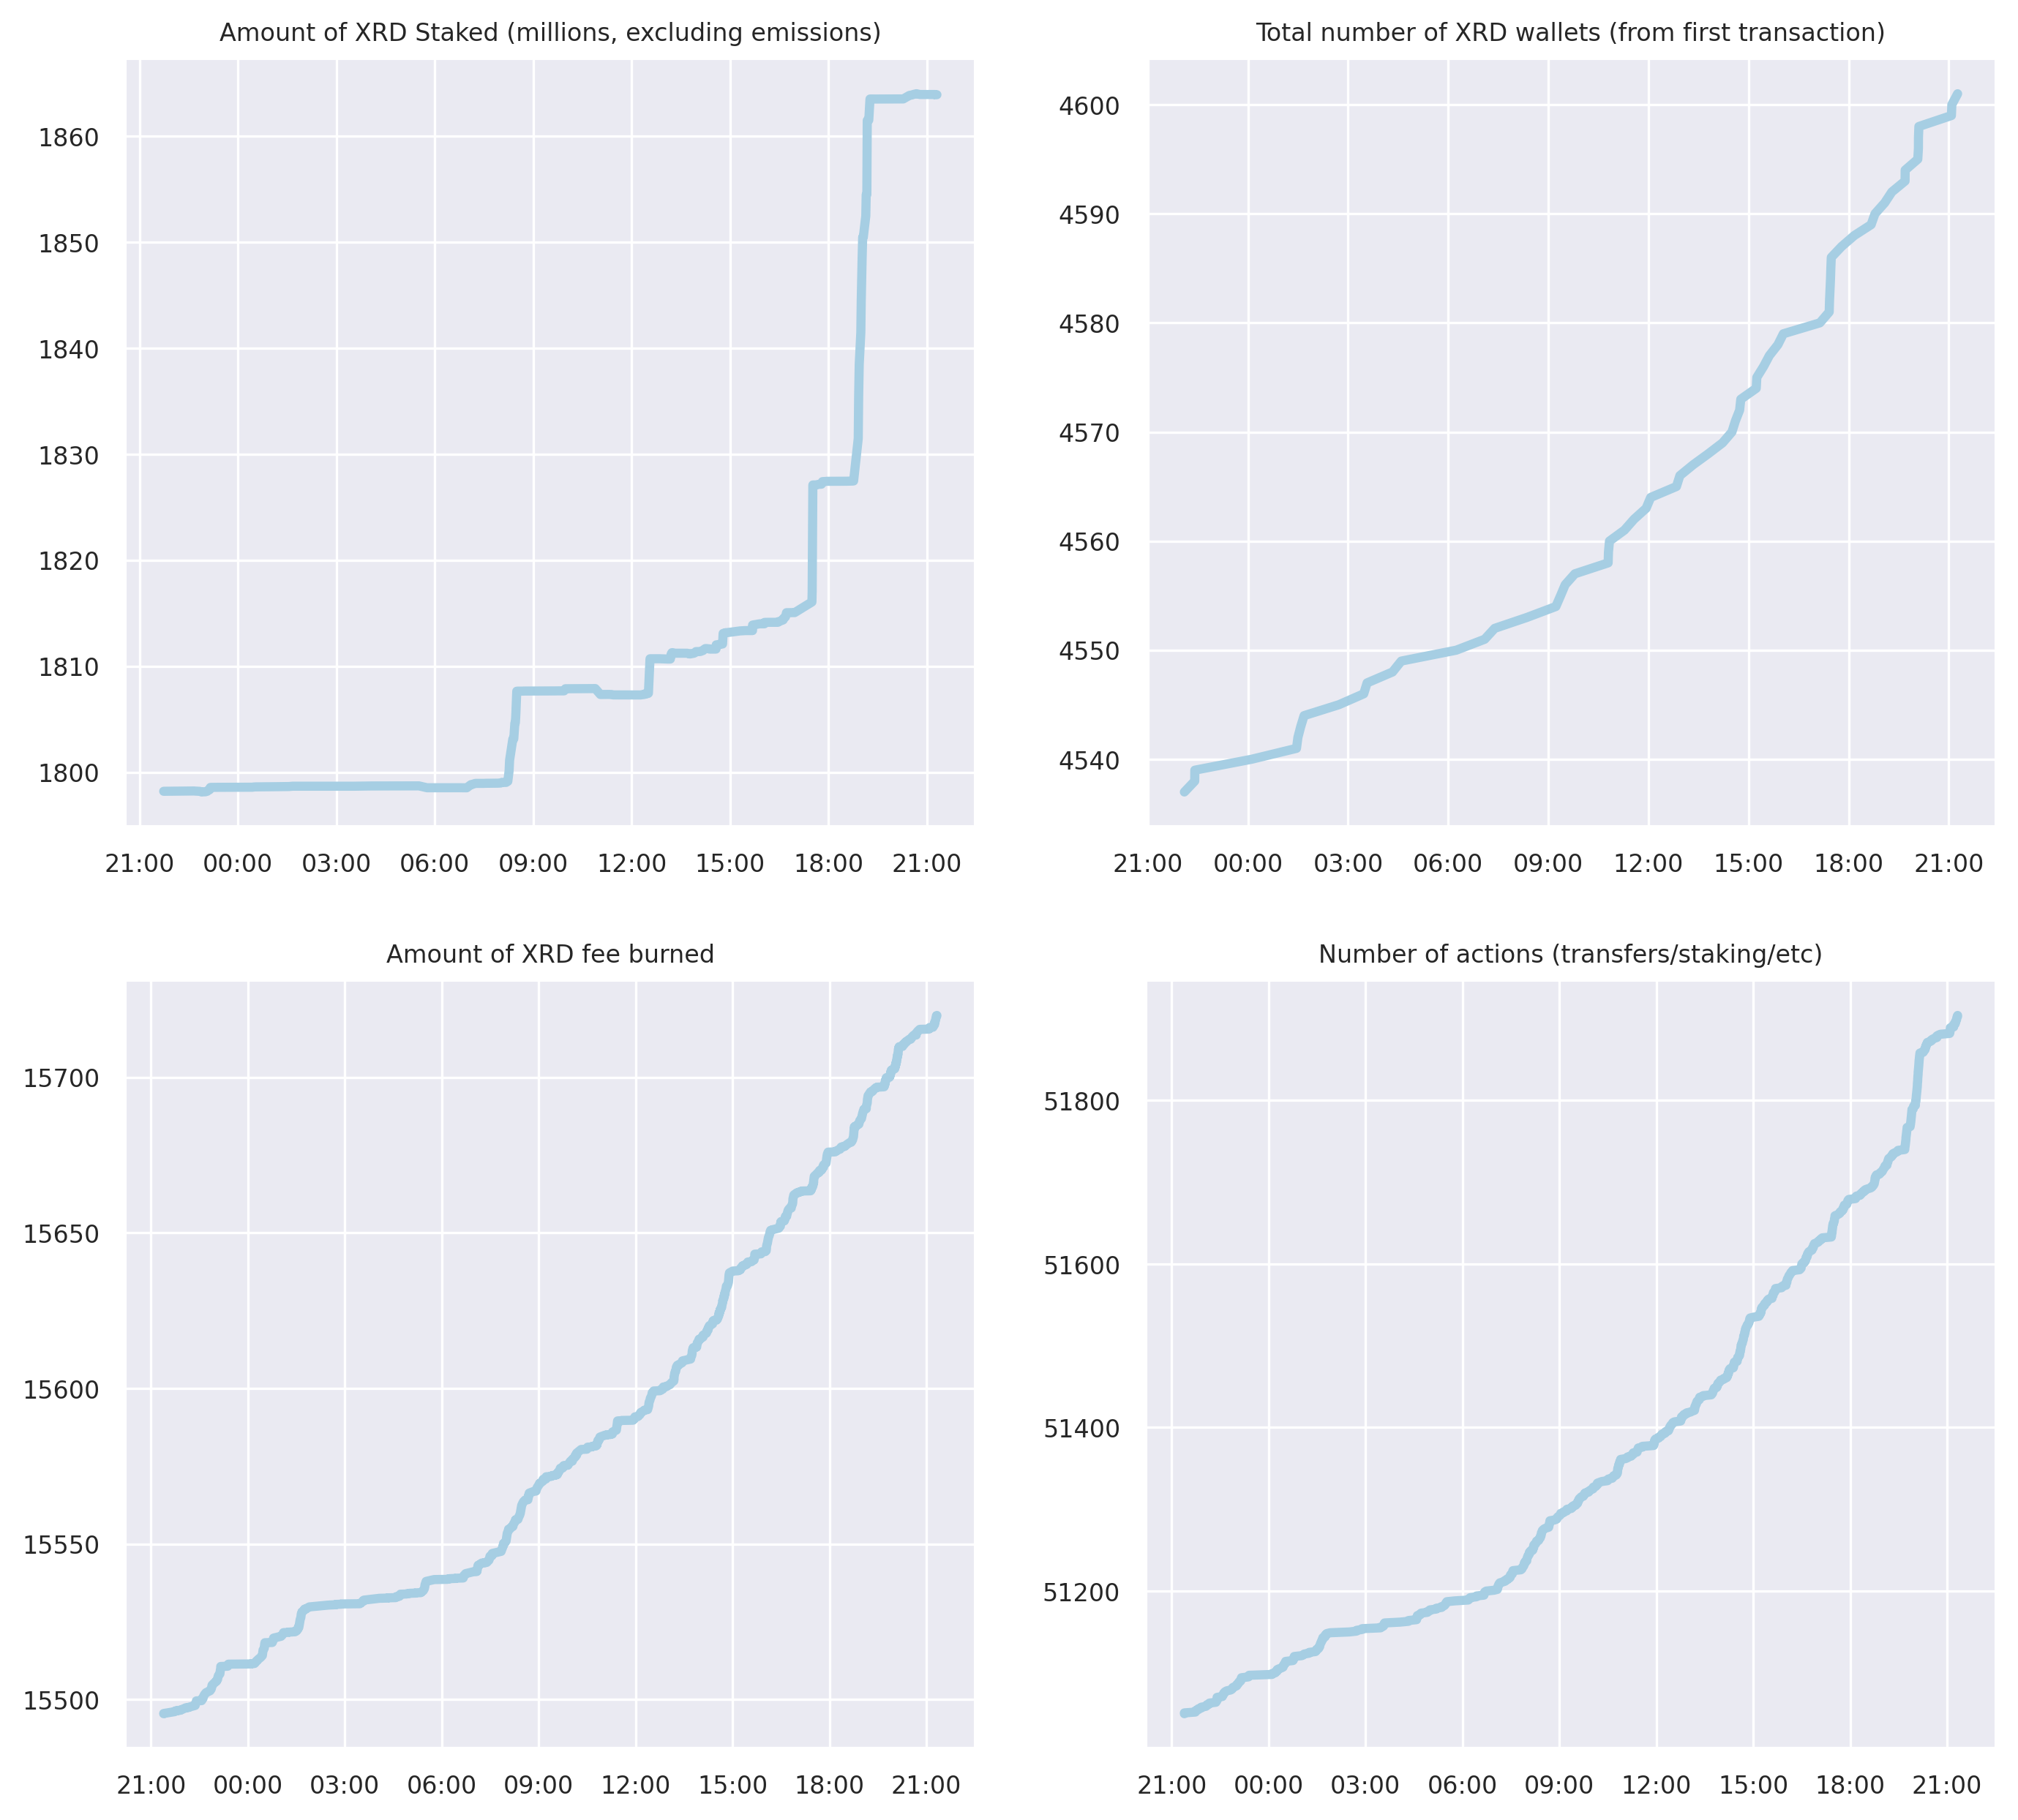 Amount of XRD Staked (millions, excluding emissions)
1860
1850
1840
1830
1820
1810
1800
21:00 00:00 03:00 06:00 09:00 12:00 15:00 18:00 21:00
Total number of XRD wallets (from first transaction)
4600
4590
4580
4570
4560
4550
4540
21:00 00:00 03:00 06:00 09:00 12:00 15:00 18:00 21:00
Amount of XRD fee burned
15700
15650
15600
15550
15500
21:00 00:00 03:00 06:00 09:00 12:00 15:00 18:00 21:00
Number of actions (transfers/staking/etc)
51800
51600
51400
51200
21:00 00:00 03:00 06:00 09:00 12:00 15:00 18:00 21:00